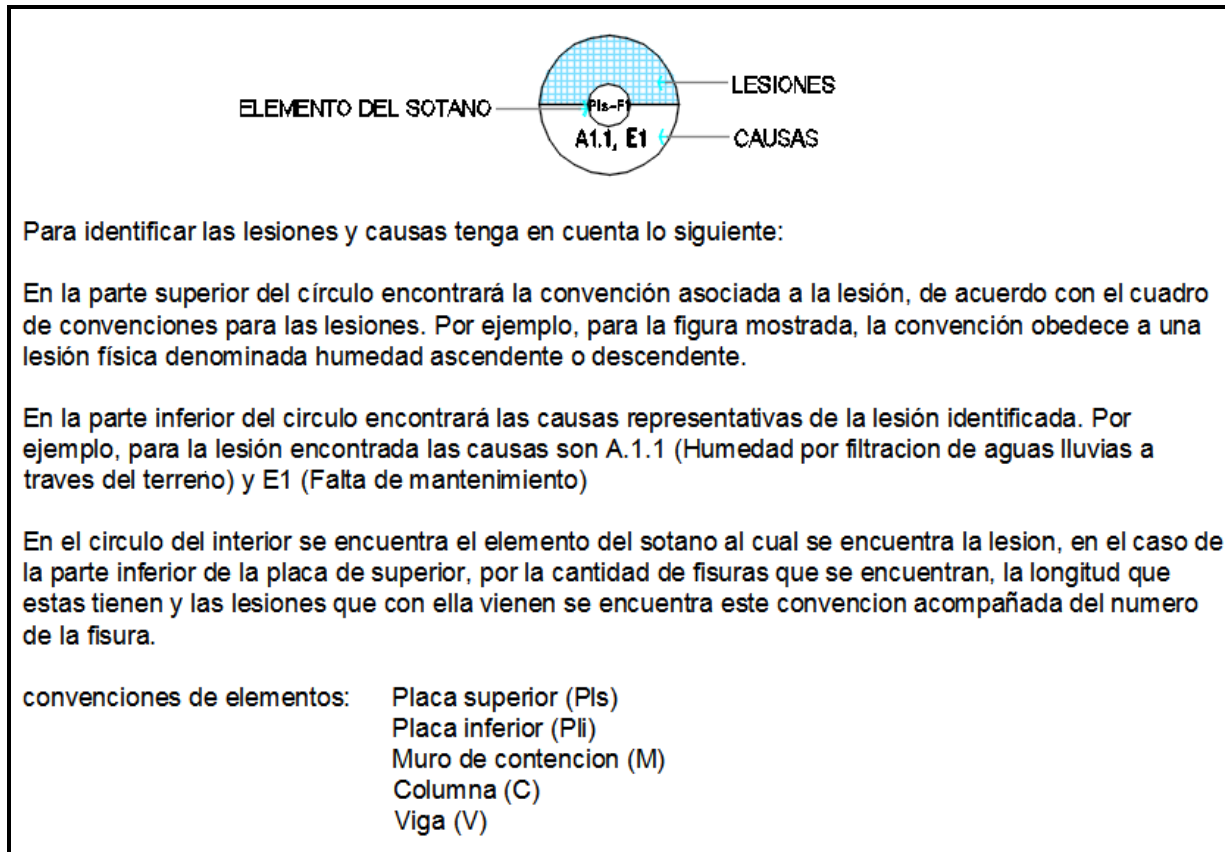 LESIONES
ELEMENTO DEL SOTANO
Pls-F1
A1.1, E1
CAUSAS
Para identificar las lesiones y causas tenga en cuenta lo siguiente:
En la parte superior del círculo encontrará la convención asociada a la lesión, de acuerdo con el cuadro
de convenciones para las lesiones. Por ejemplo, para la figura mostrada, la convención obedece a una
lesión física denominada humedad ascendente o descendente.
En la parte inferior del circulo encontrará las causas representativas de la lesión identificada. Por
ejemplo, para la lesión encontrada las causas son A.1.1 (Humedad por filtracion de aguas lluvias a
traves del terreno) y E1 (Falta de mantenimiento)
En el circulo del interior se encuentra el elemento del sotano al cual se encuentra la lesion, en el caso de
la parte inferior de la placa de superior, por la cantidad de fisuras que se encuentran, la longitud que
estas tienen y las lesiones que con ella vienen se encuentra este convencion acompañada del numero
de la fisura.
convenciones de elementos: Placa superior (Pls)
Placa inferior (Pli)
Muro de contencion (M)
Columna (C)
Viga (V)